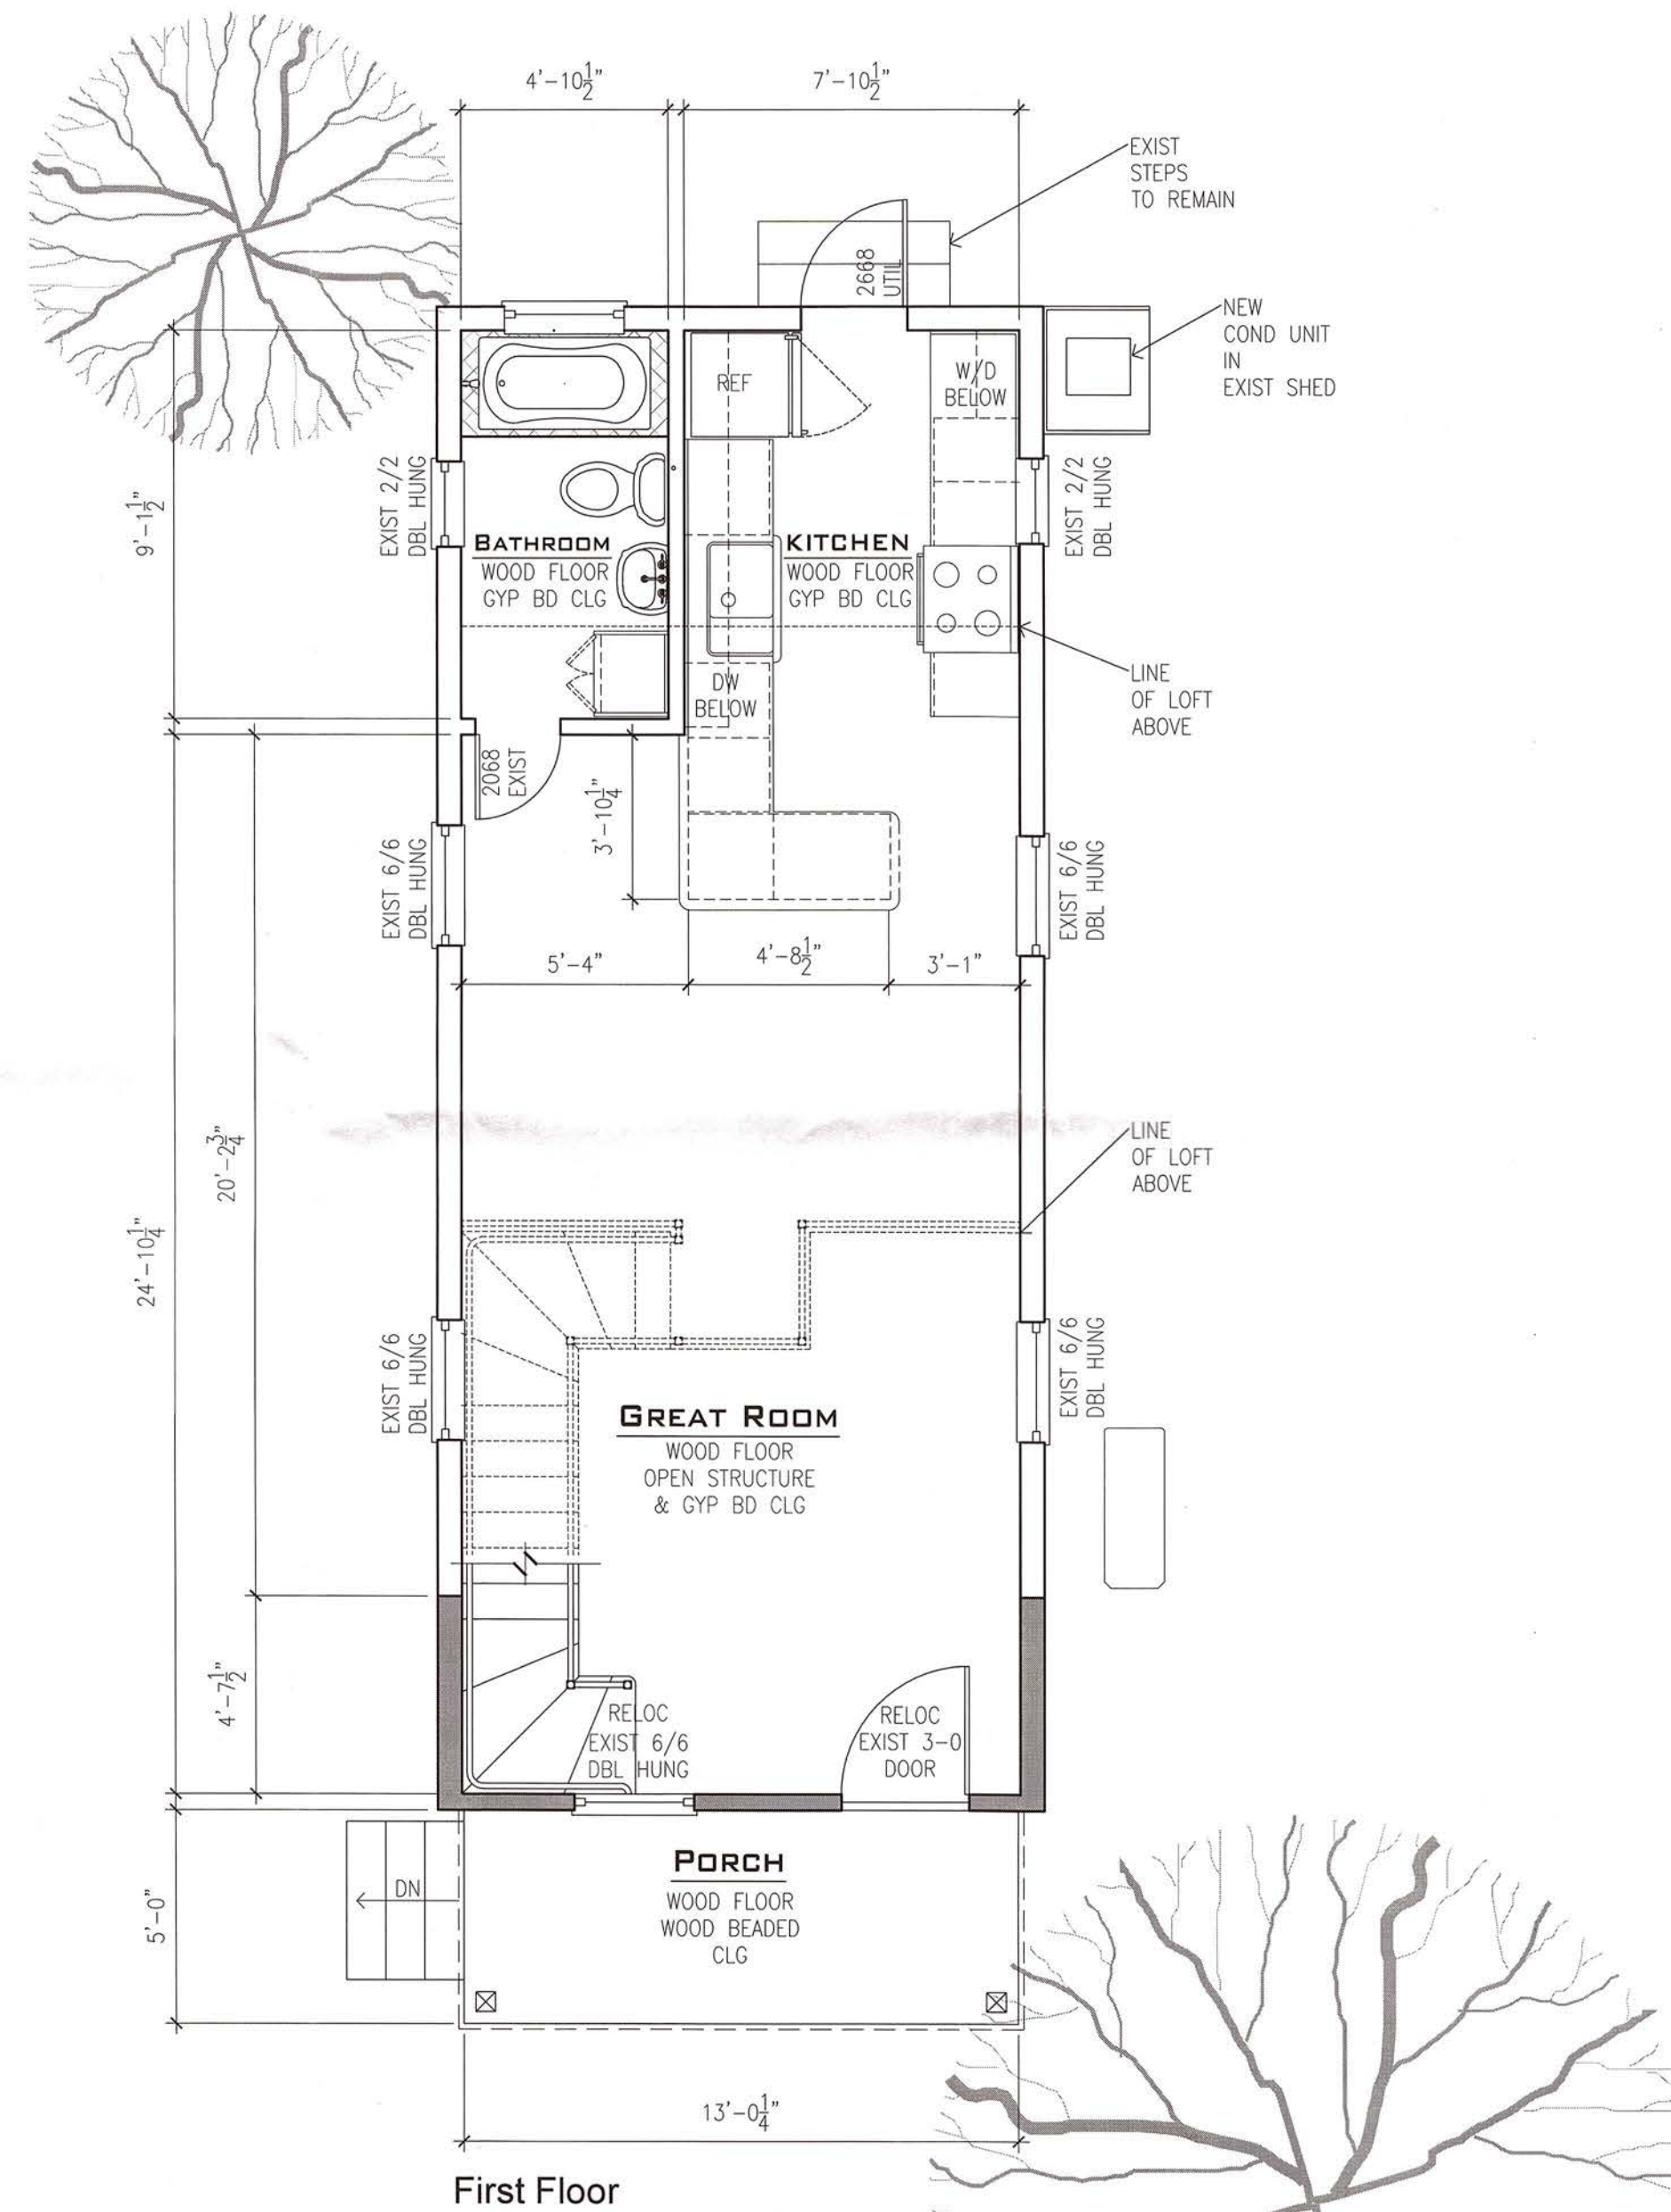 4'-10½"
7'-10½"
EXIST
STEPS
TO REMAIN
2668
UTIL
NEW
COND UNIT
IN
EXIST SHED
REF
W/D
BELOW
EXIST 2/2
DBL HUNG
EXIST 2/2
DBL HUNG
9'-1½"
BATHROOM
WOOD FLOOR
GYP BD CLG
KITCHEN
WOOD FLOOR
GYP BD CLG
LINE
OF LOFT
ABOVE
DW
BELOW
2068
EXIST
3'-10¼"
EXIST 6/6
DBL HUNG
EXIST 6/6
DBL HUNG
5'-4"
4'-8½"
3'-1"
20'-2¾"
24'-10¼"
LINE
OF LOFT
ABOVE
EXIST 6/6
DBL HUNG
EXIST 6/6
DBL HUNG
GREAT ROOM
WOOD FLOOR
OPEN STRUCTURE
& GYP BD CLG
4'-7½"
RELOC
EXIST 6/6
DBL HUNG
RELOC
EXIST 3-0
DOOR
5'-0"
DN
PORCH
WOOD FLOOR
WOOD BEADED
CLG
13'-0¼"
First Floor